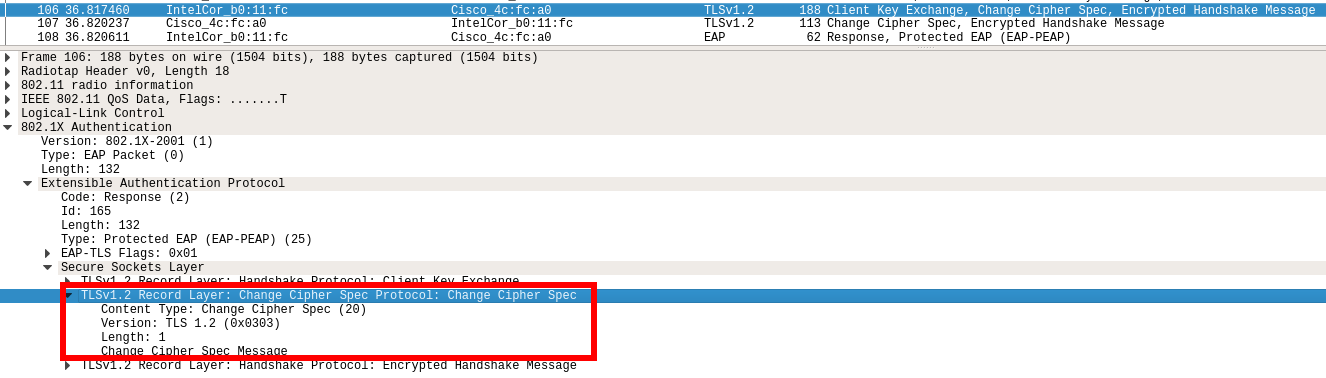 106 36.817460 IntelCor_b0:11:fc Cisco_4c:fc:a0 TLSv1.2 188 Client Key Exchange, Change Cipher Spec, Encrypted Handshake Message
107 36.820237 Cisco_4c:fc:a0 IntelCor_b0:11:fc TLSv1.2 113 Change Cipher Spec, Encrypted Handshake Message
108 36.820611 IntelCor_b0:11:fc Cisco_4c:fc:a0 EAP 62 Response, Protected EAP (EAP-PEAP)
Frame 106: 188 bytes on wire (1504 bits), 188 bytes captured (1504 bits)
Radiotap Header v0, Length 18
802.11 radio information
IEEE 802.11 QoS Data, Flags: .......T
Logical-Link Control
802.1X Authentication
Version: 802.1X-2001 (1)
Type: EAP Packet (0)
Length: 132
Extensible Authentication Protocol
Code: Response (2)
Id: 165
Length: 132
Type: Protected EAP (EAP-PEAP) (25)
EAP-TLS Flags: 0x01
Secure Sockets Layer
TLSv1.2 Record Layer: Handshake Protocol: Client Key Exchange
TLSv1.2 Record Layer: Change Cipher Spec Protocol: Change Cipher Spec
Content Type: Change Cipher Spec (20)
Version: TLS 1.2 (0x0303)
Length: 1
Change Cipher Spec Message
TLSv1.2 Record Layer: Handshake Protocol: Encrypted Handshake Message